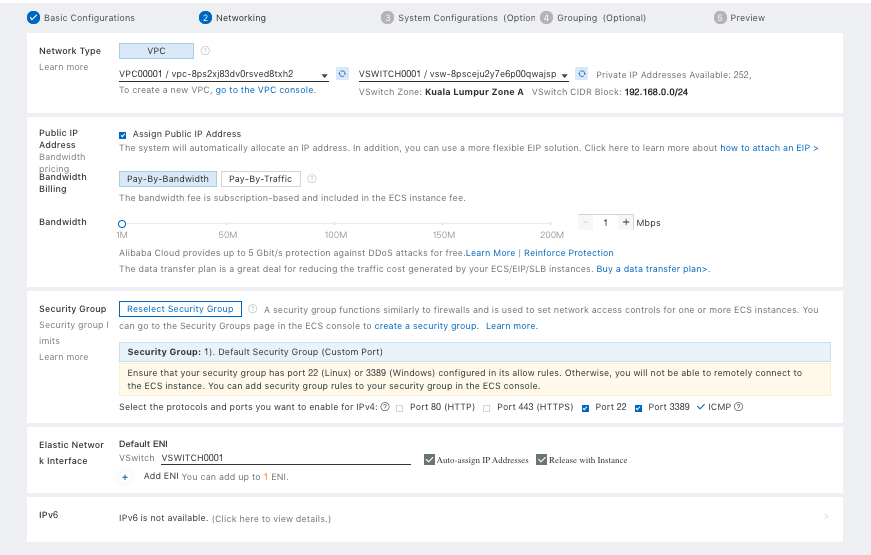 Basic Configurations
2 Networking
3 System Configurations (Option
4 Grouping (Optional)
5 Preview
Network Type
Learn more
VPC
VPC00001 / vpc-8ps2xj83dv0rsved8txh2
VSWITCH0001 / vsw-8psceju2y7e6p00qwajsp
Private IP Addresses Available: 252,
To create a new VPC, go to the VPC console.
VSwitch Zone: Kuala Lumpur Zone A VSwitch CIDR Block: 192.168.0.0/24
Public IP
Address
Bandwidth
pricing
Assign Public IP Address
The system will automatically allocate an IP address. In addition, you can use a more flexible EIP solution. Click here to learn more about how to attach an EIP >
Bandwidth
Billing
Pay-By-Bandwidth
Pay-By-Traffic
The bandwidth fee is subscription-based and included in the ECS instance fee.
Bandwidth
1M
50M
100M
150M
200M
− 1 + Mbps
Alibaba Cloud provides up to 5 Gbit/s protection against DDoS attacks for free.Learn More | Reinforce Protection
The data transfer plan is a great deal for reducing the traffic cost generated by your ECS/EIP/SLB instances. Buy a data transfer plan>.
Security Group
Security group l
imits
Learn more
Reselect Security Group
A security group functions similarly to firewalls and is used to set network access controls for one or more ECS instances. You
can go to the Security Groups page in the ECS console to create a security group. Learn more.
Security Group: 1). Default Security Group (Custom Port)
Ensure that your security group has port 22 (Linux) or 3389 (Windows) configured in its allow rules. Otherwise, you will not be able to remotely connect to
the ECS instance. You can add security group rules to your security group in the ECS console.
Select the protocols and ports you want to enable for IPv4: Port 80 (HTTP) Port 443 (HTTPS) Port 22 Port 3389 ICMP
Elastic Networ
k Interface
Default ENI
VSwitch VSWITCH0001
Auto-assign IP Addresses
Release with Instance
+ Add ENI You can add up to 1 ENI.
IPv6
IPv6 is not available. (Click here to view details.)